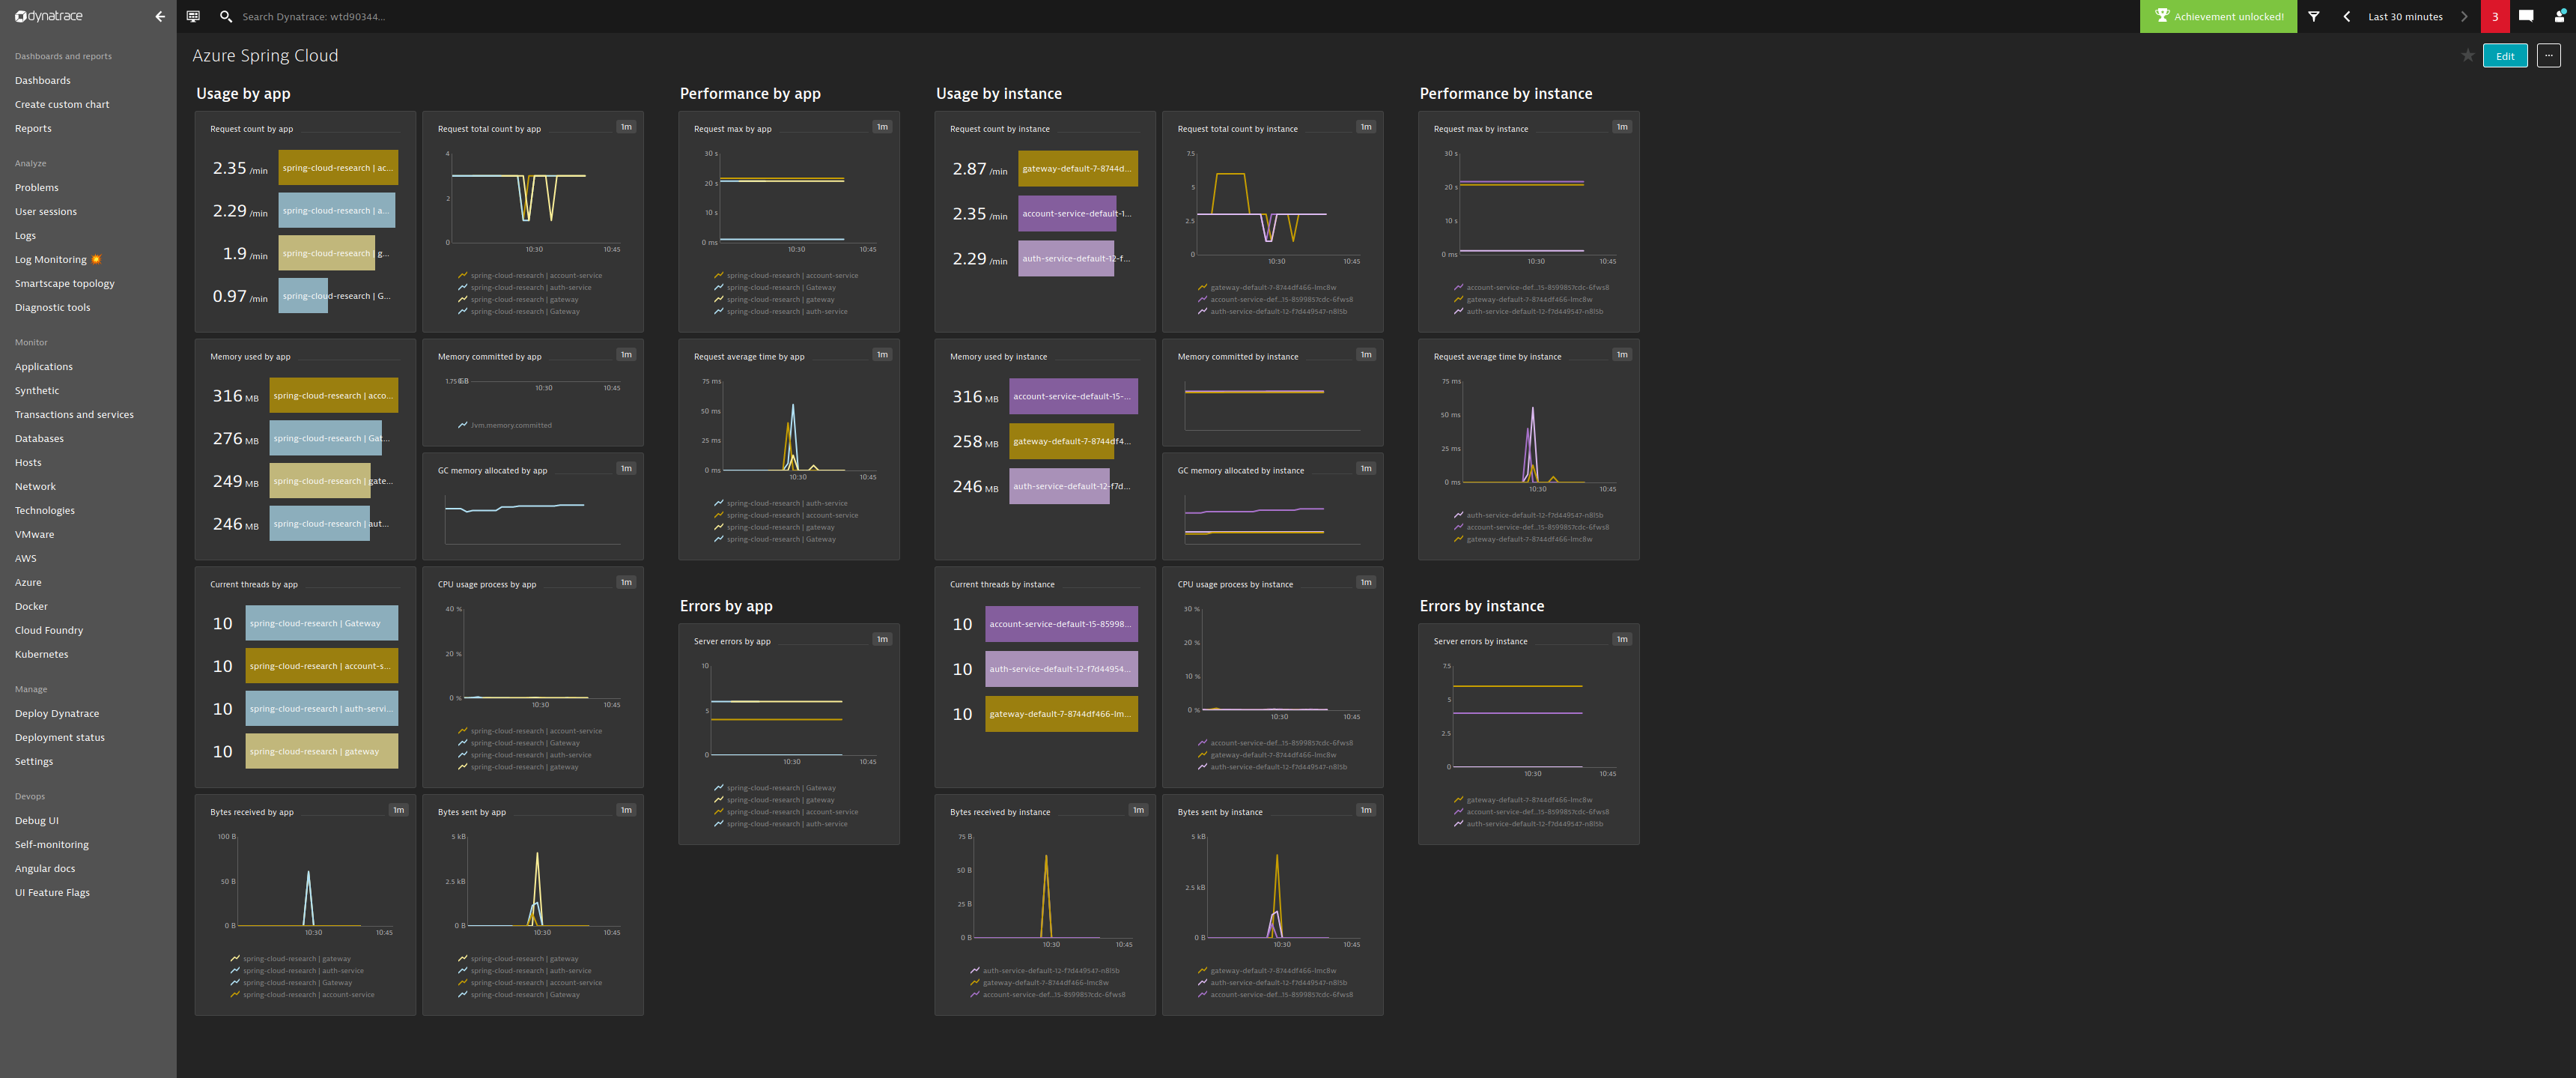 dynatrace
Search Dynatrace: wtd90344...
Achievement unlocked!
Last 30 minutes
3
Dashboards and reports
Dashboards
Create custom chart
Reports
Analyze
Problems
User sessions
Logs
Log Monitoring
Smartscape topology
Diagnostic tools
Monitor
Applications
Synthetic
Transactions and services
Databases
Hosts
Network
Technologies
VMware
AWS
Azure
Docker
Cloud Foundry
Kubernetes
Manage
Deploy Dynatrace
Deployment status
Settings
Devops
Debug UI
Self-monitoring
Angular docs
UI Feature Flags
Azure Spring Cloud
Edit
...
Usage by app
Request count by app
2.35 /min spring-cloud-research | ac...
2.29 /min spring-cloud-research | a...
1.9 /min spring-cloud-research | g...
0.97 /min spring-cloud-research | G...
Request total count by app 1m
4
2
0
10:30 10:45
spring-cloud-research | account-service
spring-cloud-research | auth-service
spring-cloud-research | gateway
spring-cloud-research | Gateway
Memory used by app
316 MB spring-cloud-research | acco...
276 MB spring-cloud-research | Gat...
249 MB spring-cloud-research | gate...
246 MB spring-cloud-research | aut...
Memory committed by app 1m
10:30 10:45
Jvm.memory.committed
GC memory allocated by app 1m
Current threads by app
10 spring-cloud-research | Gateway
10 spring-cloud-research | account-s...
10 spring-cloud-research | auth-servi...
10 spring-cloud-research | gateway
CPU usage process by app 1m
40 %
20 %
0 %
10:30 10:45
spring-cloud-research | account-service
spring-cloud-research | Gateway
spring-cloud-research | auth-service
spring-cloud-research | gateway
Bytes received by app 1m
100 B
50 B
0 B
10:30 10:45
spring-cloud-research | gateway
spring-cloud-research | auth-service
spring-cloud-research | Gateway
spring-cloud-research | account-service
Bytes sent by app 1m
5 kB
2.5 kB
0 B
10:30 10:45
spring-cloud-research | gateway
spring-cloud-research | auth-service
spring-cloud-research | account-service
spring-cloud-research | Gateway
Performance by app
Request max by app 1m
30 s
20 s
10 s
0 ms
10:30 10:45
spring-cloud-research | account-service
spring-cloud-research | Gateway
spring-cloud-research | gateway
spring-cloud-research | auth-service
Request average time by app 1m
75 ms
50 ms
25 ms
0 ms
10:30 10:45
spring-cloud-research | auth-service
spring-cloud-research | account-service
spring-cloud-research | gateway
spring-cloud-research | Gateway
Errors by app
Server errors by app 1m
10
5
0
10:30 10:45
spring-cloud-research | Gateway
spring-cloud-research | gateway
spring-cloud-research | account-service
spring-cloud-research | auth-service
Usage by instance
Request count by instance
2.87 /min gateway-default-7-8744d...
2.35 /min account-service-default-1...
2.29 /min auth-service-default-12-f...
Request total count by instance 1m
7.5
5
2.5
0
10:30 10:45
gateway-default-7-8744df466-lmc8w
account-service-def...15-8599857cdc-6fws8
auth-service-default-12-f7d449547-n8l5b
Memory used by instance
316 MB account-service-default-15-...
258 MB gateway-default-7-8744df4...
246 MB auth-service-default-12-f7d...
Memory committed by instance 1m
GC memory allocated by instance 1m
Current threads by instance
10 account-service-default-15-85998...
10 auth-service-default-12-f7d44954...
10 gateway-default-7-8744df466-lm...
CPU usage process by instance 1m
30 %
20 %
10 %
0 %
10:30 10:45
account-service-def...15-8599857cdc-6fws8
gateway-default-7-8744df466-lmc8w
auth-service-default-12-f7d449547-n8l5b
Bytes received by instance 1m
75 B
50 B
25 B
0 B
10:30 10:45
auth-service-default-12-f7d449547-n8l5b
gateway-default-7-8744df466-lmc8w
account-service-def...15-8599857cdc-6fws8
Bytes sent by instance 1m
5 kB
2.5 kB
0 B
10:30 10:45
gateway-default-7-8744df466-lmc8w
auth-service-default-12-f7d449547-n8l5b
account-service-def...15-8599857cdc-6fws8
Performance by instance
Request max by instance 1m
30 s
20 s
10 s
0 ms
10:30 10:45
account-service-def...15-8599857cdc-6fws8
gateway-default-7-8744df466-lmc8w
auth-service-default-12-f7d449547-n8l5b
Request average time by instance 1m
75 ms
50 ms
25 ms
0 ms
10:30 10:45
auth-service-default-12-f7d449547-n8l5b
account-service-def...15-8599857cdc-6fws8
gateway-default-7-8744df466-lmc8w
Errors by instance
Server errors by instance 1m
7.5
5
2.5
0
10:30 10:45
gateway-default-7-8744df466-lmc8w
account-service-def...15-8599857cdc-6fws8
auth-service-default-12-f7d449547-n8l5b